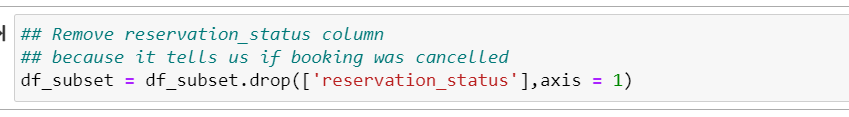 ## Remove reservation_status column
## because it tells us if booking was cancelled
df_subset = df_subset.drop(['reservation_status'],axis = 1)